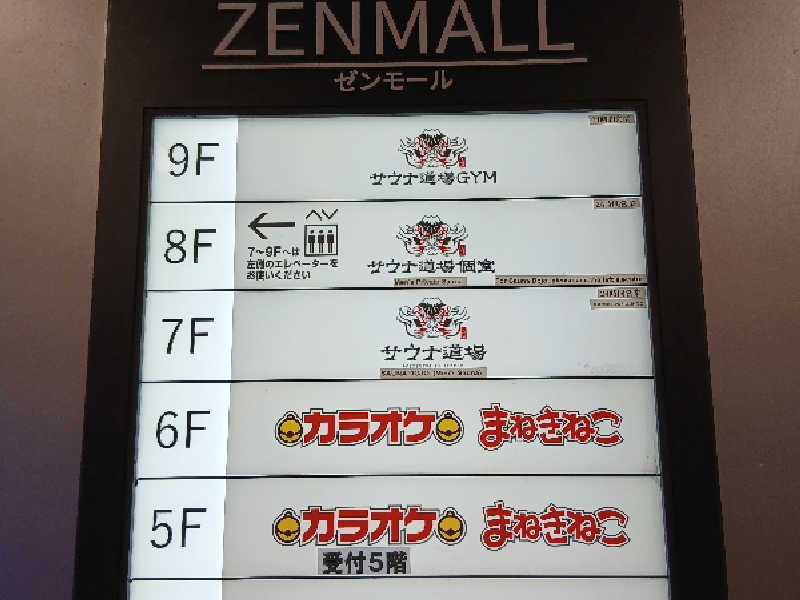 ZENMALL
ゼンモール
9F
サウナ道場GYM
8F
7〜9Fへは
左側のエレベーターを
お使いください
サウナ道場個室
Men's Private Sauna
7F
サウナ道場
6F
カラオケ まねきねこ
5F
カラオケ まねきねこ
受付5階